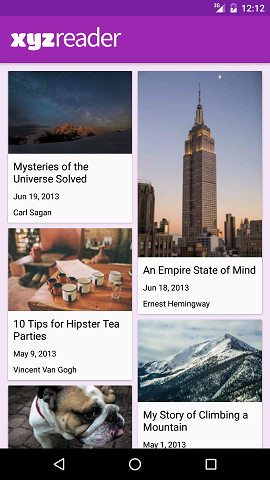 3G 12:12
xyzreader
Mysteries of the
Universe Solved
Jun 19, 2013
Carl Sagan
An Empire State of Mind
Jun 18, 2013
Ernest Hemingway
10 Tips for Hipster Tea
Parties
May 9, 2013
Vincent Van Gogh
My Story of Climbing a
Mountain
May 1, 2013